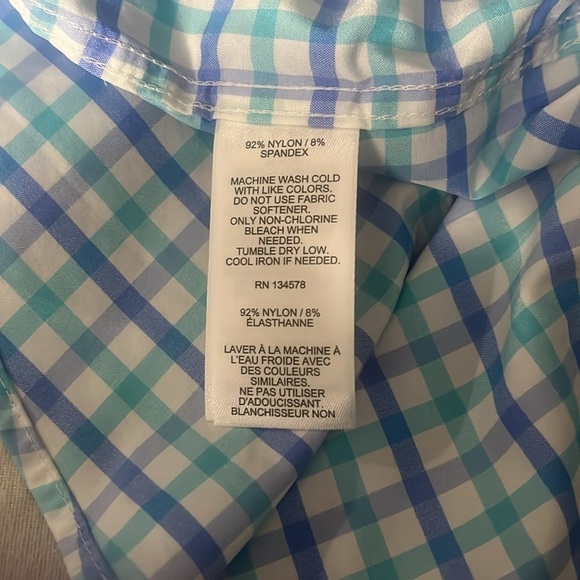 92% NYLON / 8%
SPANDEX
MACHINE WASH COLD
WITH LIKE COLORS.
DO NOT USE FABRIC
SOFTENER.
ONLY NON-CHLORINE
BLEACH WHEN
NEEDED.
TUMBLE DRY LOW.
COOL IRON IF NEEDED.
RN 134578
92% NYLON / 8%
ÉLASTHANNE
LAVER À LA MACHINE À
L'EAU FROIDE AVEC
DES COULEURS
SIMILAIRES.
NE PAS UTILISER
D'ADOUCISSANT.
BLANCHISSEUR NON